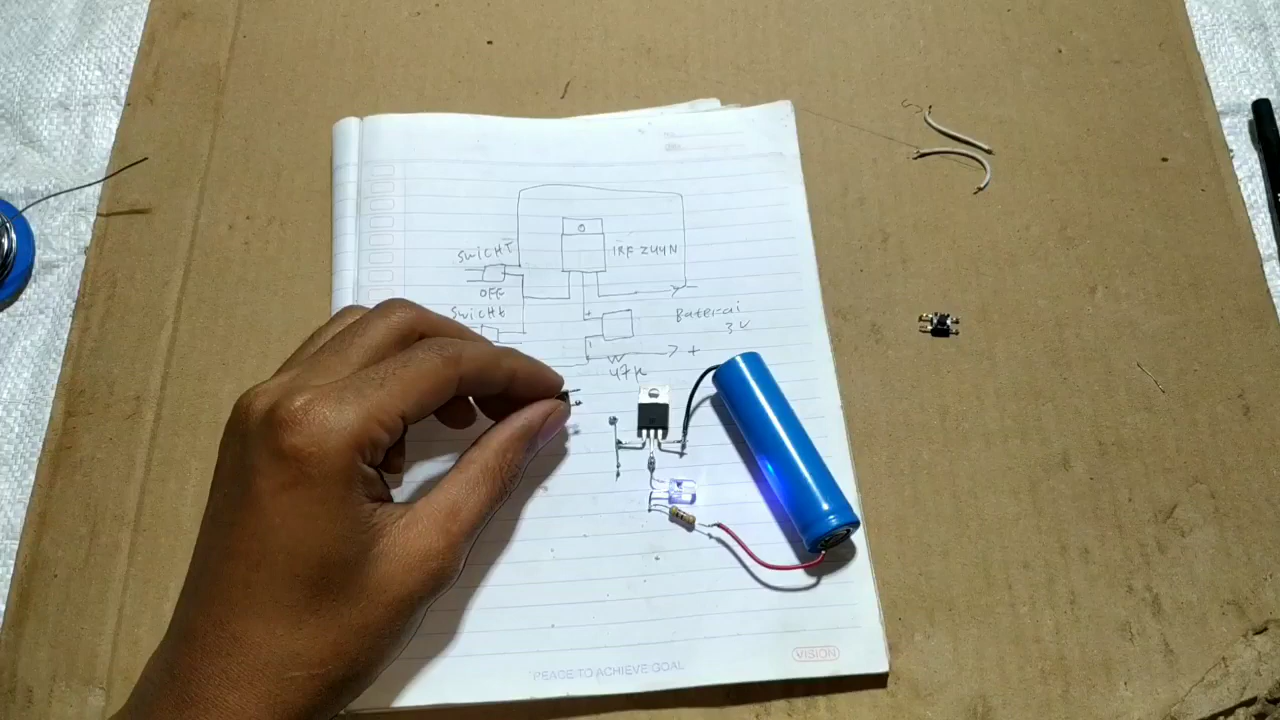 SWICHT
IRF Z44N
OFF
SWICHt
Baterai
3V
+
47k
VISION
PEACE TO ACHIEVE GOAL